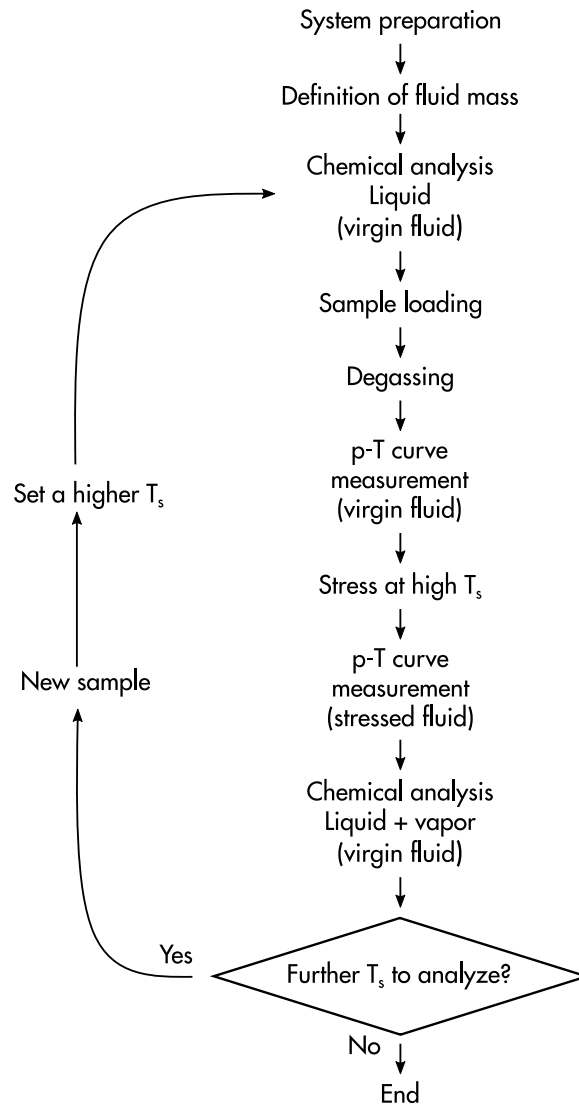 System preparation
Definition of fluid mass
Chemical analysis
Liquid
(virgin fluid)
Sample loading
Degassing
p-T curve
measurement
(virgin fluid)
Set a higher Ts
Stress at high Ts
New sample
p-T curve
measurement
(stressed fluid)
Chemical analysis
Liquid + vapor
(virgin fluid)
Yes
Further Ts to analyze?
No
End